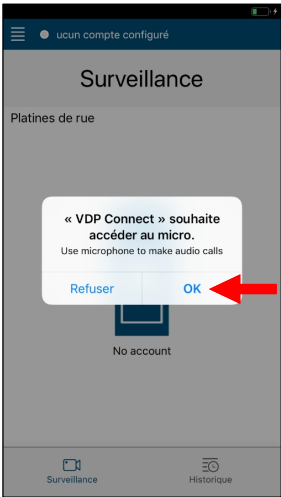 ucun compte configuré
Surveillance
Platines de rue
« VDP Connect » souhaite
accéder au micro.
Use microphone to make audio calls
Refuser
OK
No account
Surveillance
Historique